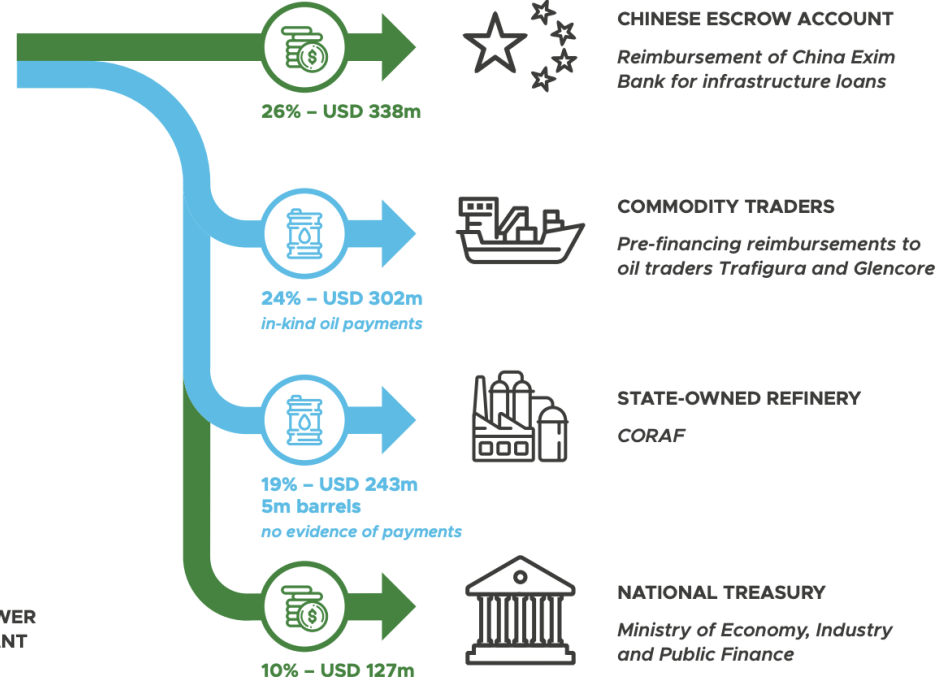 CHINESE ESCROW ACCOUNT
Reimbursement of China Exim
Bank for infrastructure loans
26% – USD 338m
COMMODITY TRADERS
Pre-financing reimbursements to
oil traders Trafigura and Glencore
24% – USD 302m
in-kind oil payments
STATE-OWNED REFINERY
CORAF
19% – USD 243m
5m barrels
no evidence of payments
NATIONAL TREASURY
Ministry of Economy, Industry
and Public Finance
WER
ANT
10% – USD 127m